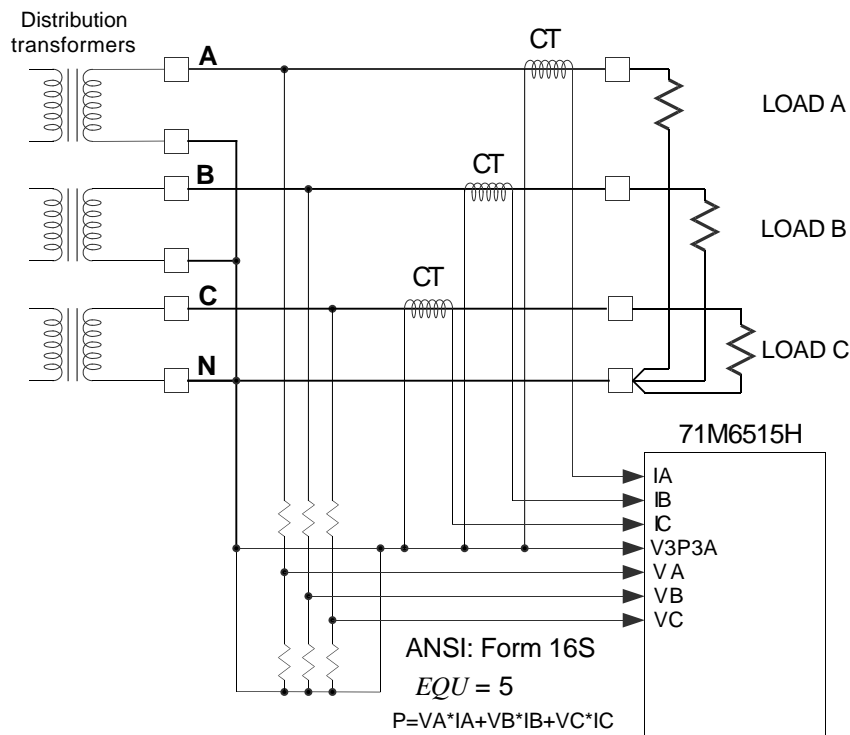 Distribution
transformers
A
CT
LOAD A
B
CT
LOAD B
C
CT
LOAD C
N
71M6515H
IA
IB
IC
V3P3A
VA
VB
VC
ANSI: Form 16S
EQU = 5
P=VA*IA+VB*IB+VC*IC